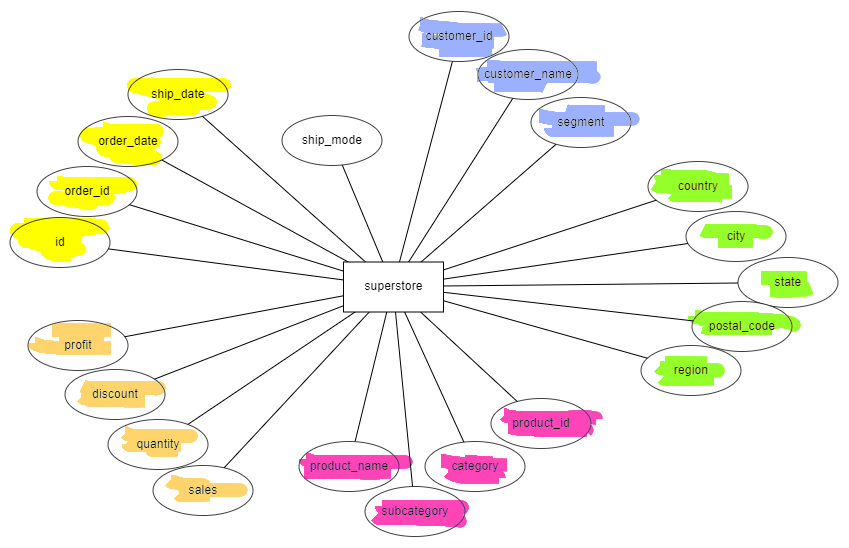 customer_id
customer_name
ship_date
segment
order_date
ship_mode
order_id
country
id
city
state
superstore
postal_code
profit
region
discount
product_id
quantity
product_name
category
sales
subcategory